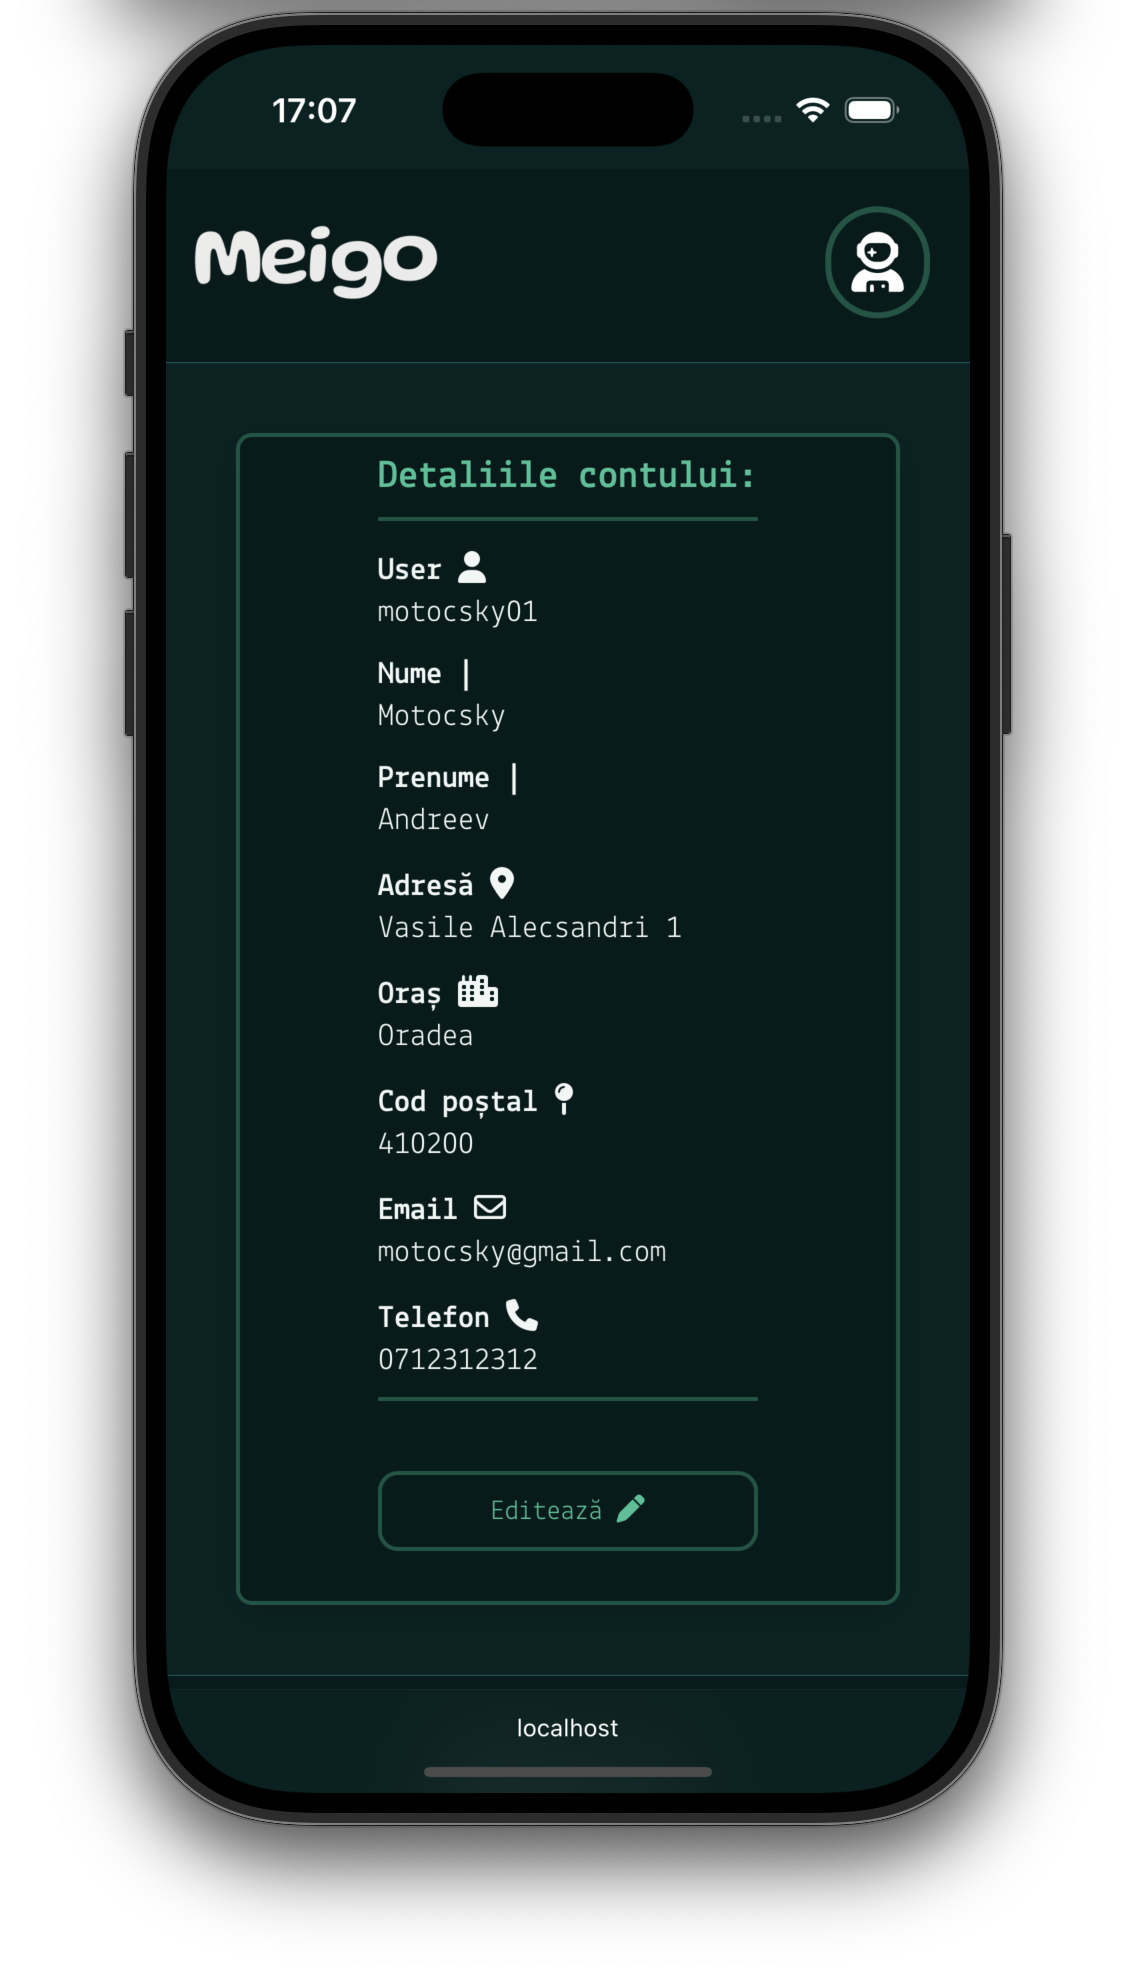 17:07
Meigo
Detaliile contului:
User
motocsky01
Nume |
Motocsky
Prenume |
Andreev
Adresă
Vasile Alecsandri 1
Oraș
Oradea
Cod poștal
410200
Email
motocsky@gmail.com
Telefon
0712312312
Editează
localhost